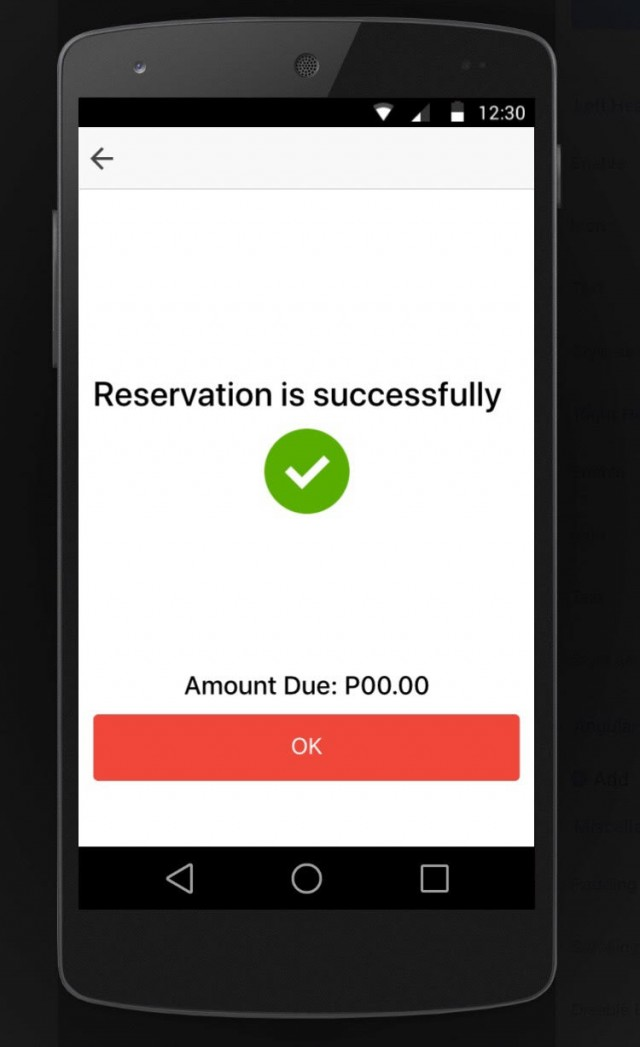 12:30
Reservation is successfully
Amount Due: P00.00
OK